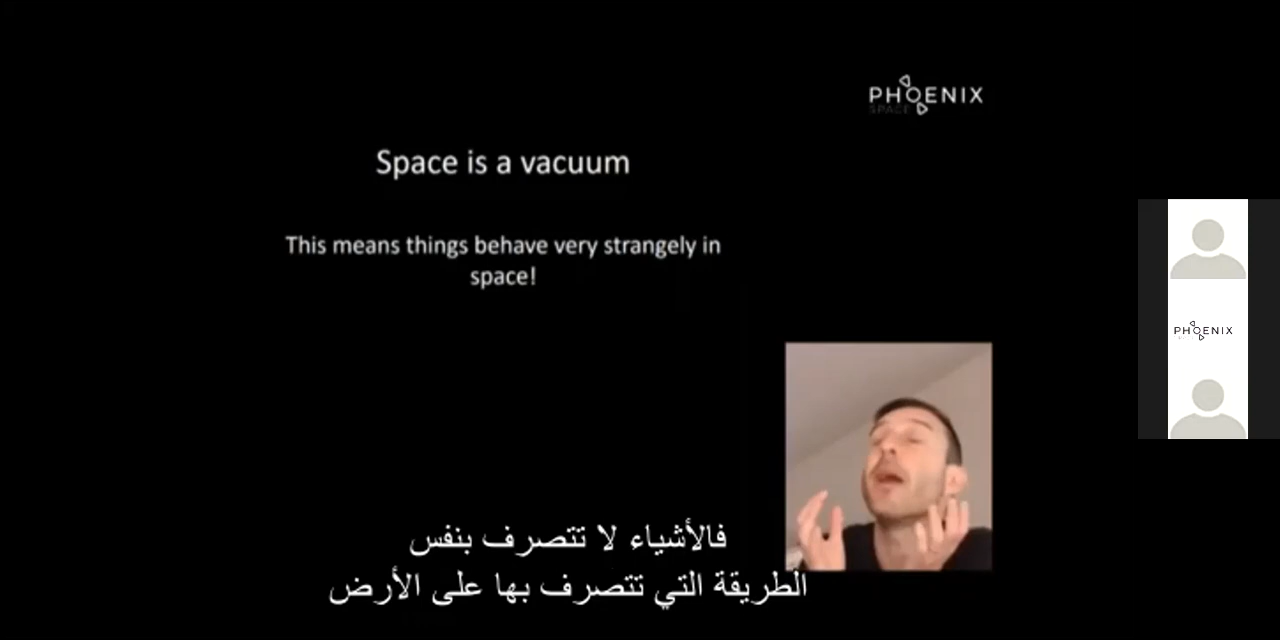 PHOENIX
SPACE
Space is a vacuum
This means things behave very strangely in
space!
PHOENIX
فالأشياء لا تتصرف بنفس
الطريقة التي تتصرف بها على الأرض